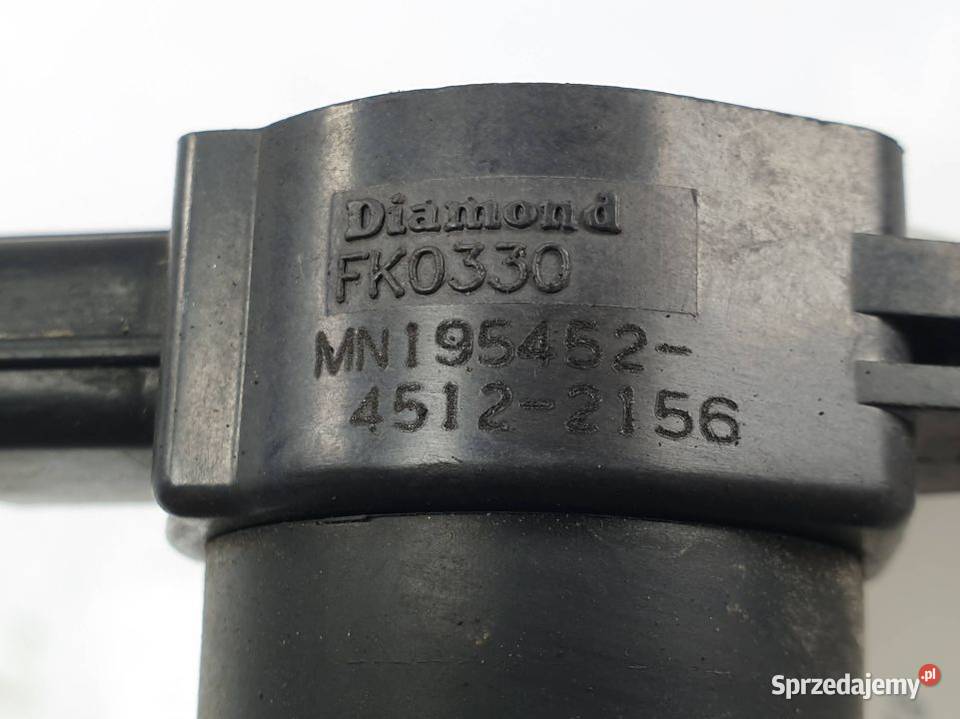 Diamond
FK0330
MN195452-
4512-2156
Sprzedajemy.pl